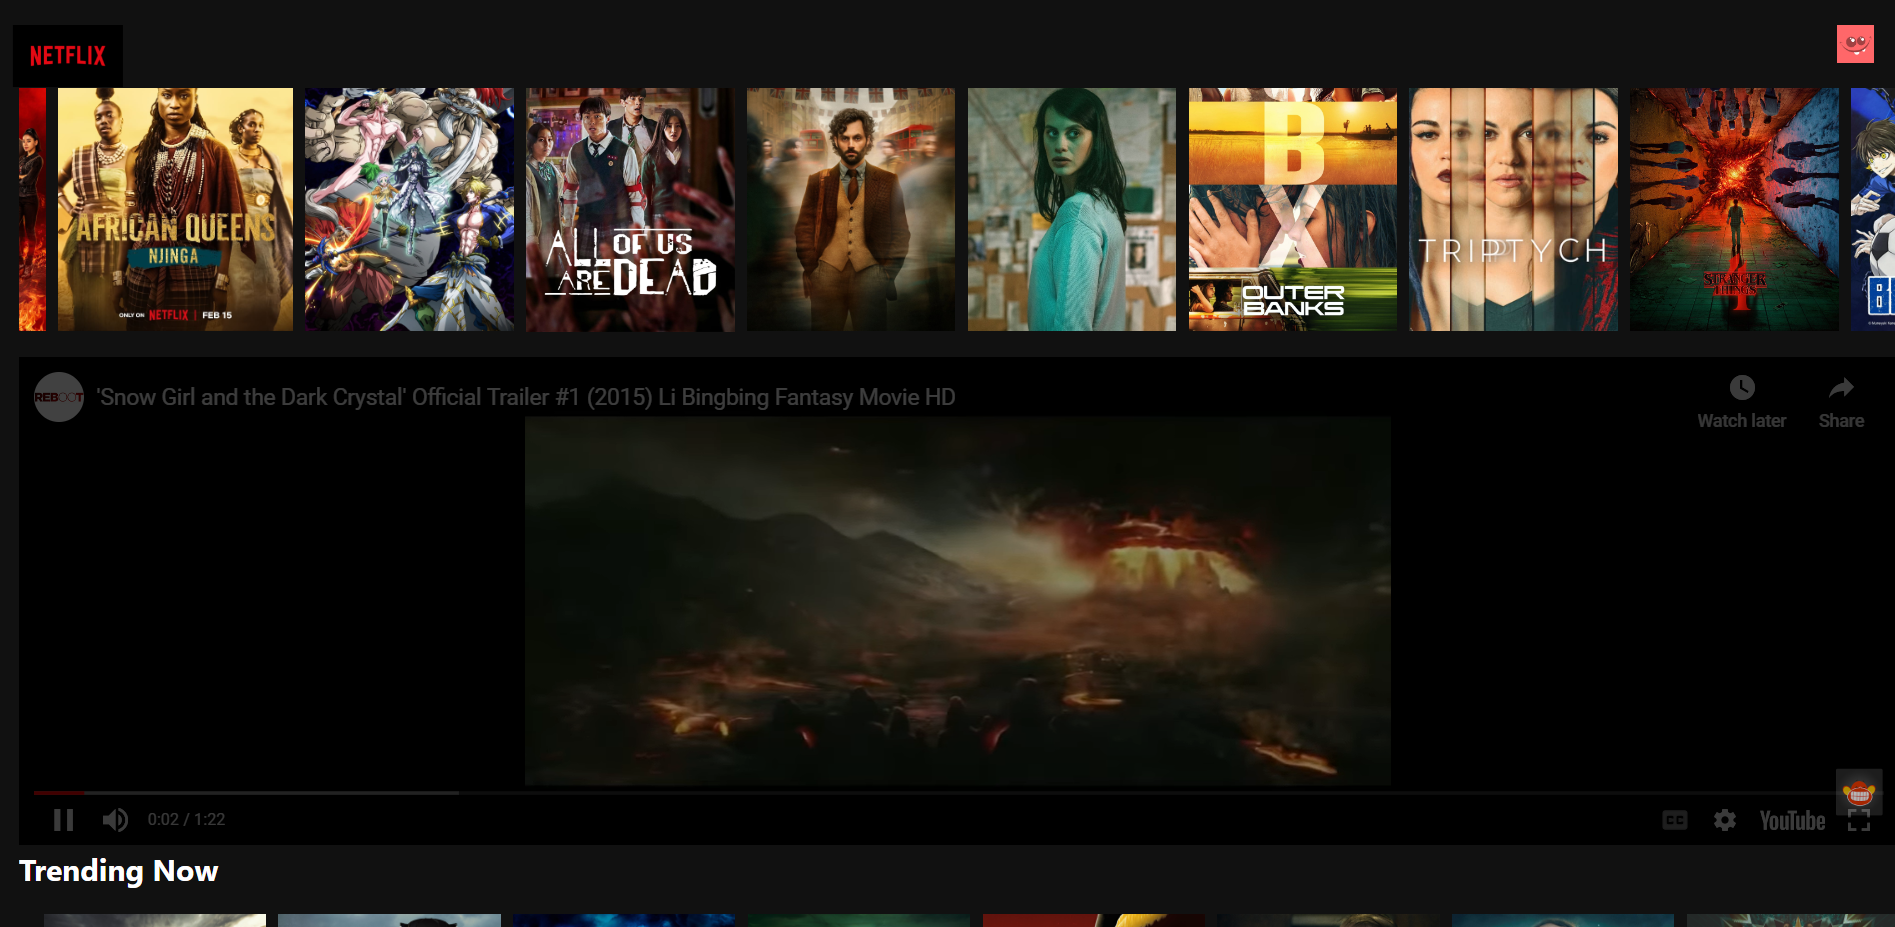 NETFLIX
AFRICAN QUEENS
NJINGA
ONLY ON NETFLIX | FEB 15
ALL OF US
ARE DEAD
B
X
OUTER
BANKS
TRIPTYCH
STRANGER
THINGS
4
REBOOT
'Snow Girl and the Dark Crystal' Official Trailer #1 (2015) Li Bingbing Fantasy Movie HD
Watch later
Share
0:02 / 1:22
CC
YouTube
Trending Now